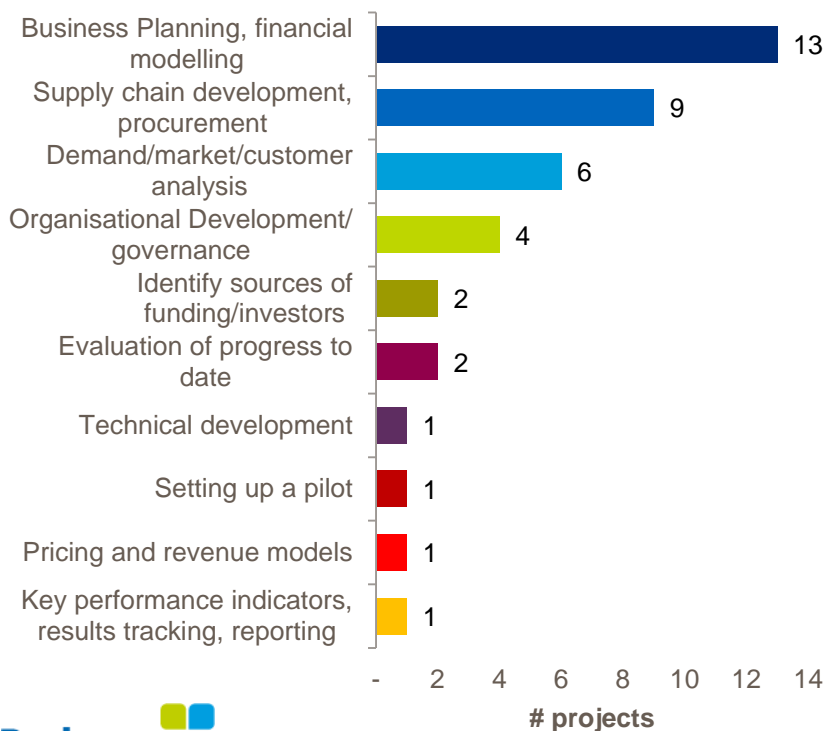 Business Planning, financial
modelling
13
Supply chain development,
procurement
9
Demand/market/customer
analysis
6
Organisational Development/
governance
4
Identify sources of
funding/investors
2
Evaluation of progress to
date
2
Technical development
1
Setting up a pilot
1
Pricing and revenue models
1
Key performance indicators,
results tracking, reporting
1
- 2 4 6 8 10 12 14
# projects